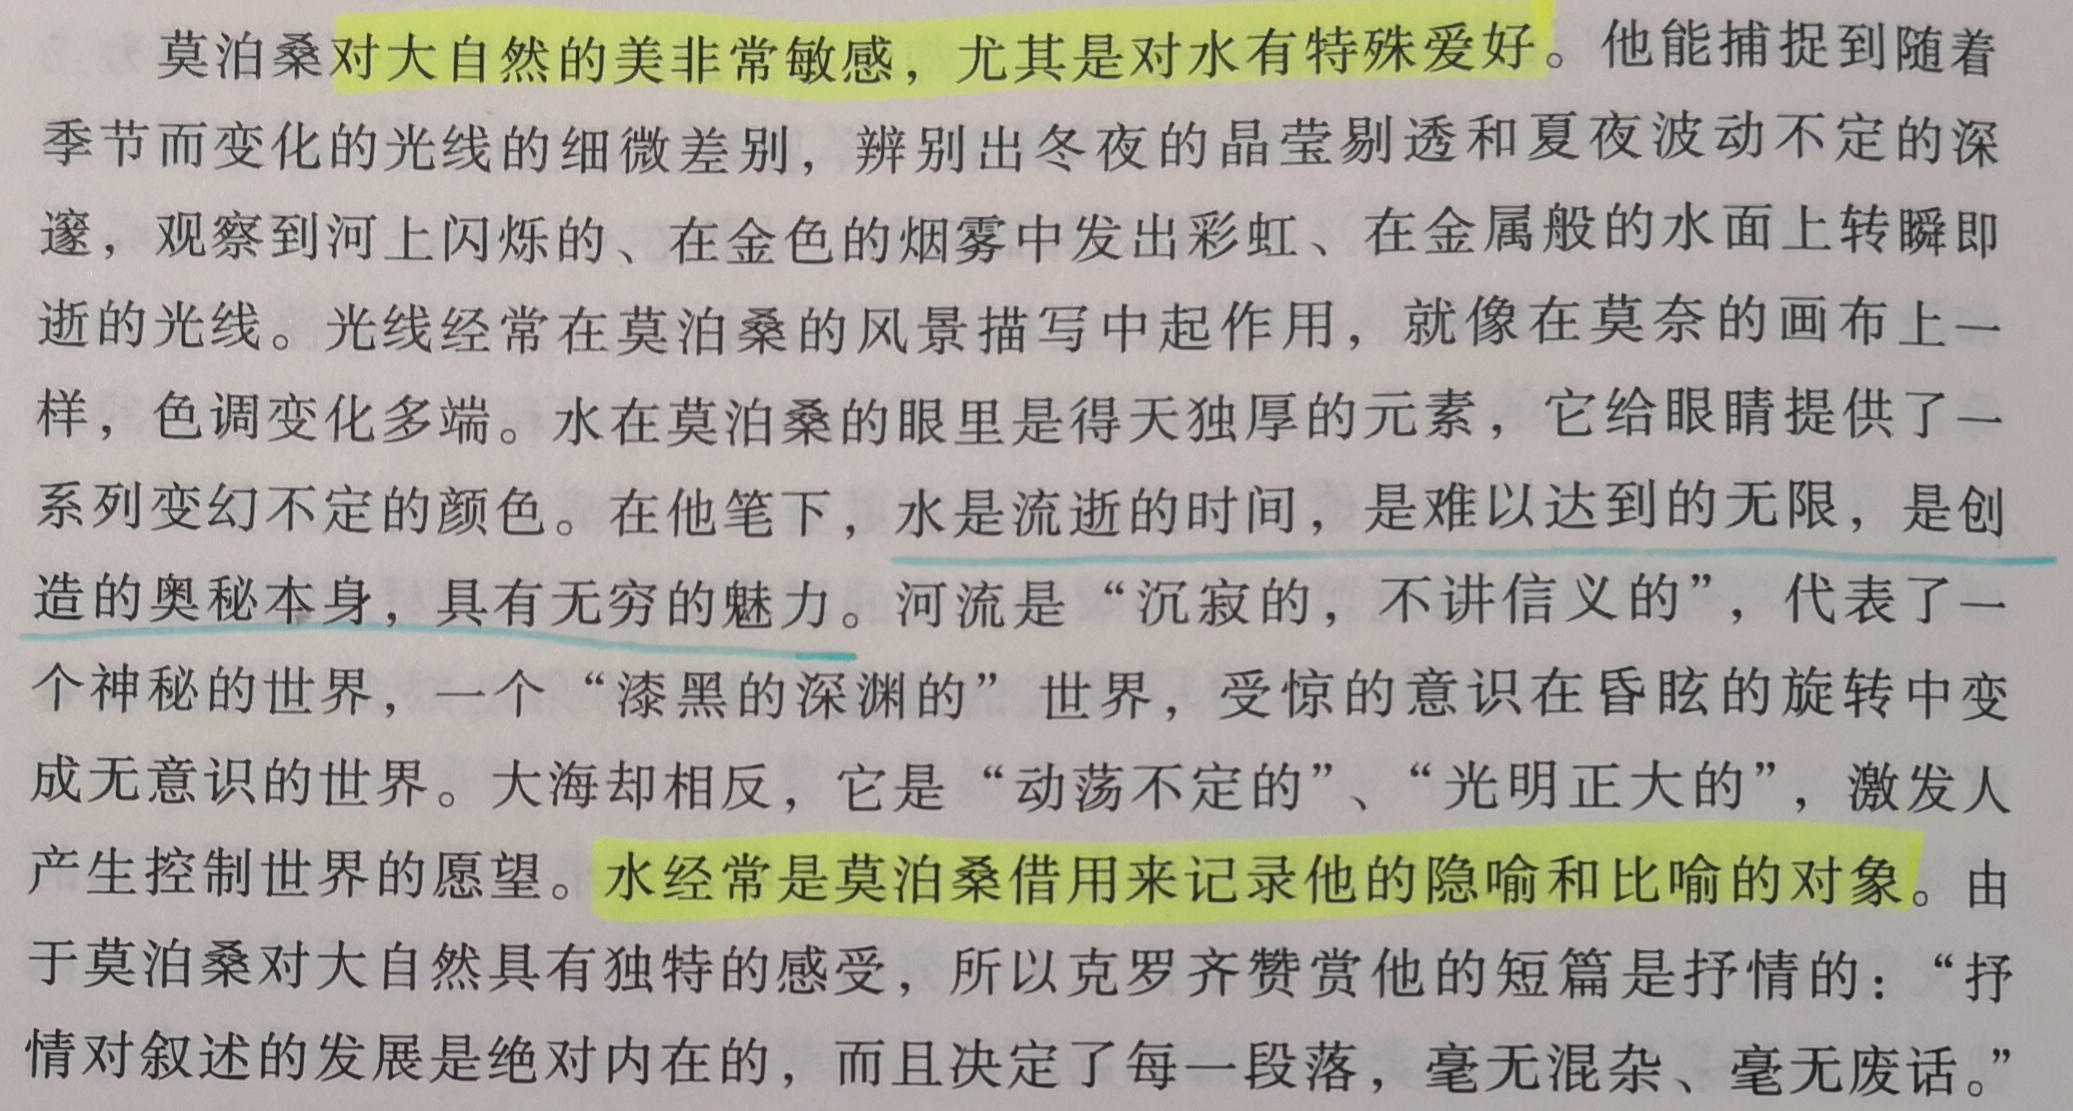 莫泊桑对大自然的美非常敏感，尤其是对水有特殊爱好。他能捕捉到随着
季节而变化的光线的细微差别，辨别出冬夜的晶莹剔透和夏夜波动不定的深
邃，观察到河上闪烁的、在金色的烟雾中发出彩虹、在金属般的水面上转瞬即
逝的光线。光线经常在莫泊桑的风景描写中起作用，就像在莫奈的画布上一
样，色调变化多端。水在莫泊桑的眼里是得天独厚的元素，它给眼睛提供了一
系列变幻不定的颜色。在他笔下，水是流逝的时间，是难以达到的无限，是创
造的奥秘本身，具有无穷的魅力。河流是“沉寂的，不讲信义的”，代表了一
个神秘的世界，一个“漆黑的深渊的”世界，受惊的意识在昏眩的旋转中变
成无意识的世界。大海却相反，它是“动荡不定的”、“光明正大的”，激发人
产生控制世界的愿望。水经常是莫泊桑借用来记录他的隐喻和比喻的对象。由
于莫泊桑对大自然具有独特的感受，所以克罗齐赞赏他的短篇是抒情的：“抒
情对叙述的发展是绝对内在的，而且决定了每一段落，毫无混杂、毫无废话。”